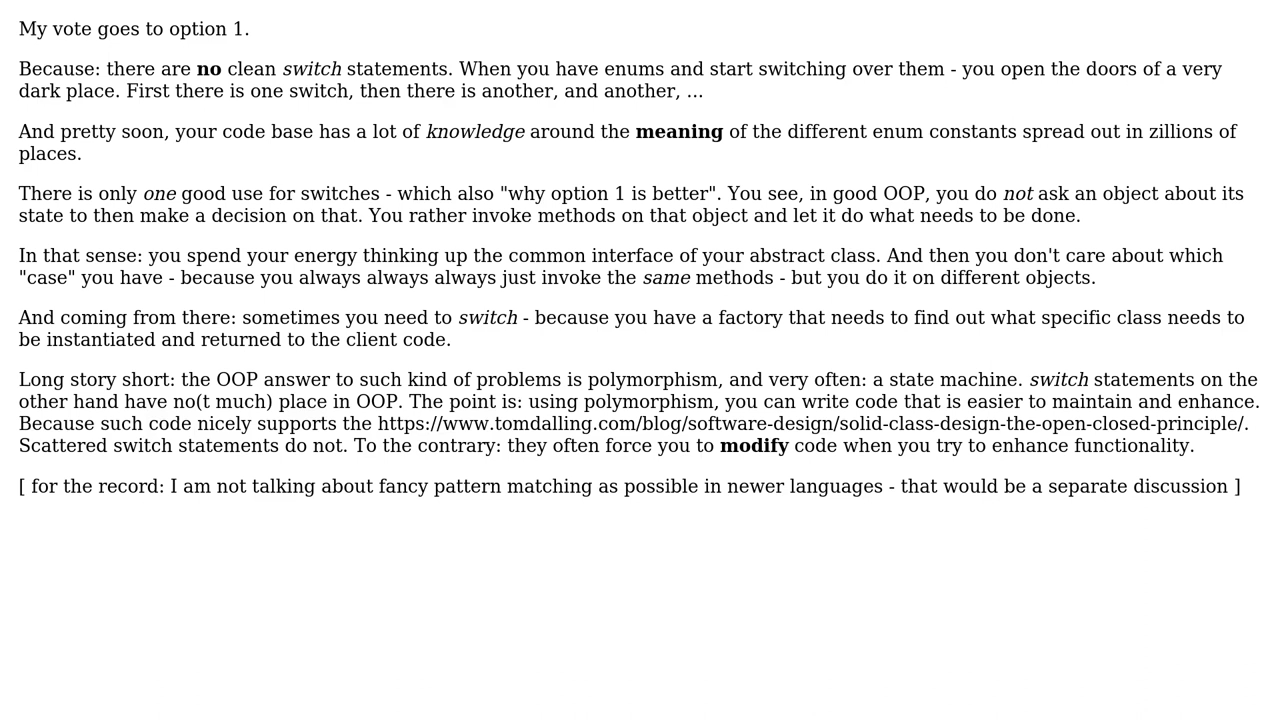 My vote goes to option 1.
Because: there are no clean switch statements. When you have enums and start switching over them - you open the doors of a very
dark place. First there is one switch, then there is another, and another, ...
And pretty soon, your code base has a lot of knowledge around the meaning of the different enum constants spread out in zillions of
places.
There is only one good use for switches - which also "why option 1 is better". You see, in good OOP, you do not ask an object about its
state to then make a decision on that. You rather invoke methods on that object and let it do what needs to be done.
In that sense: you spend your energy thinking up the common interface of your abstract class. And then you don't care about which
"case" you have - because you always always always just invoke the same methods - but you do it on different objects.
And coming from there: sometimes you need to switch - because you have a factory that needs to find out what specific class needs to
be instantiated and returned to the client code.
Long story short: the OOP answer to such kind of problems is polymorphism, and very often: a state machine. switch statements on the
other hand have no(t much) place in OOP. The point is: using polymorphism, you can write code that is easier to maintain and enhance.
Because such code nicely supports the https://www.tomdalling.com/blog/software-design/solid-class-design-the-open-closed-principle/.
Scattered switch statements do not. To the contrary: they often force you to modify code when you try to enhance functionality.
[ for the record: I am not talking about fancy pattern matching as possible in newer languages - that would be a separate discussion ]